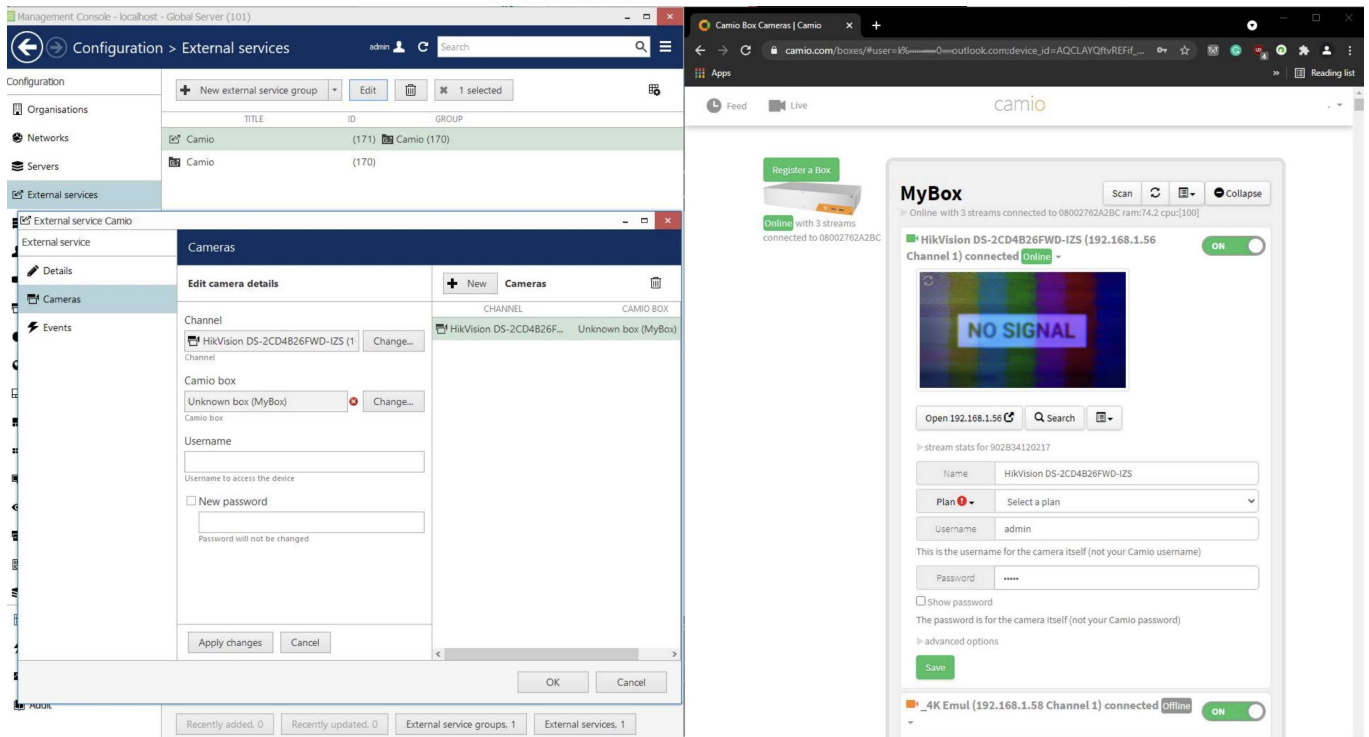 Management Console - localhost - Global Server (101)
Configuration > External services
admin
Search
Configuration
Organisations
Networks
Servers
External services
Audit
New external service group
Edit
1 selected
TITLE ID GROUP
Camio (171) Camio (170)
Camio (170)
External service Camio
External service
Details
Cameras
Events
Cameras
Edit camera details
Channel
HikVision DS-2CD4B26FWD-IZS (1
Change...
Channel
Camio box
Unknown box (MyBox)
Change...
Camio box
Username
Username to access the device
New password
Password will not be changed
Apply changes
Cancel
New
Cameras
CHANNEL CAMIO BOX
HikVision DS-2CD4B26F... Unknown box (MyBox)
OK
Cancel
Recently added, 0
Recently updated, 0
External service groups, 1
External services, 1
Camio Box Cameras | Camio
Apps
Reading list
Feed
Live
camio
Register a Box
Online with 3 streams
connected to 08002762A2BC
MyBox
Scan
Collapse
Online with 3 streams connected to 08002762A2BC ram:74.2 cpu:[100]
HikVision DS-2CD4B26FWD-IZS (192.168.1.56
Channel 1) connected Online
ON
NO SIGNAL
Open 192.168.1.56
Search
stream stats for 902B34120217
Name
HikVision DS-2CD4B26FWD-IZS
Plan
Select a plan
Username
admin
This is the username for the camera itself (not your Camio username)
Password
•••••
Show password
The password is for the camera itself (not your Camio password)
advanced options
Save
_4K Emul (192.168.1.58 Channel 1) connected Offline
ON